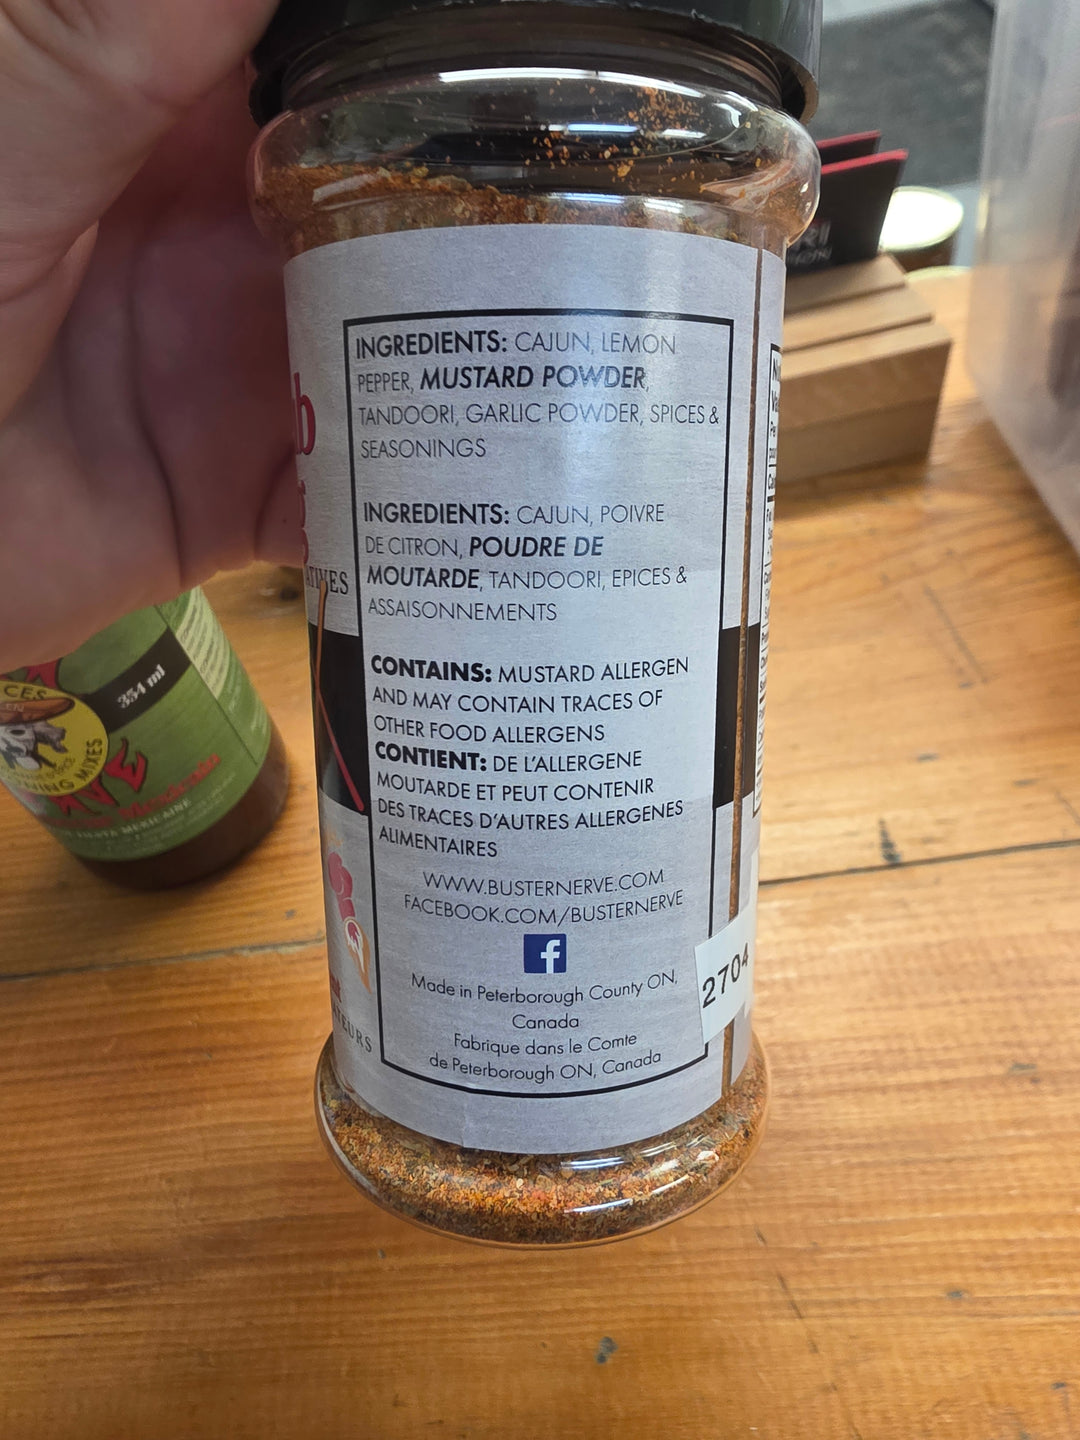 INGREDIENTS: CAJUN, LEMON
PEPPER, MUSTARD POWDER,
TANDOORI, GARLIC POWDER, SPICES &
SEASONINGS
INGREDIENTS: CAJUN, POIVRE
DE CITRON, POUDRE DE
MOUTARDE, TANDOORI, EPICES &
ASSAISONNEMENTS
CONTAINS: MUSTARD ALLERGEN
AND MAY CONTAIN TRACES OF
OTHER FOOD ALLERGENS
CONTIENT: DE L'ALLERGENE
MOUTARDE ET PEUT CONTENIR
DES TRACES D'AUTRES ALLERGENES
ALIMENTAIRES
WWW.BUSTERNERVE.COM
FACEBOOK.COM/BUSTERNERVE
f
Made in Peterborough County ON,
Canada
Fabrique dans le Comte
de Peterborough ON, Canada
2704
354 ml